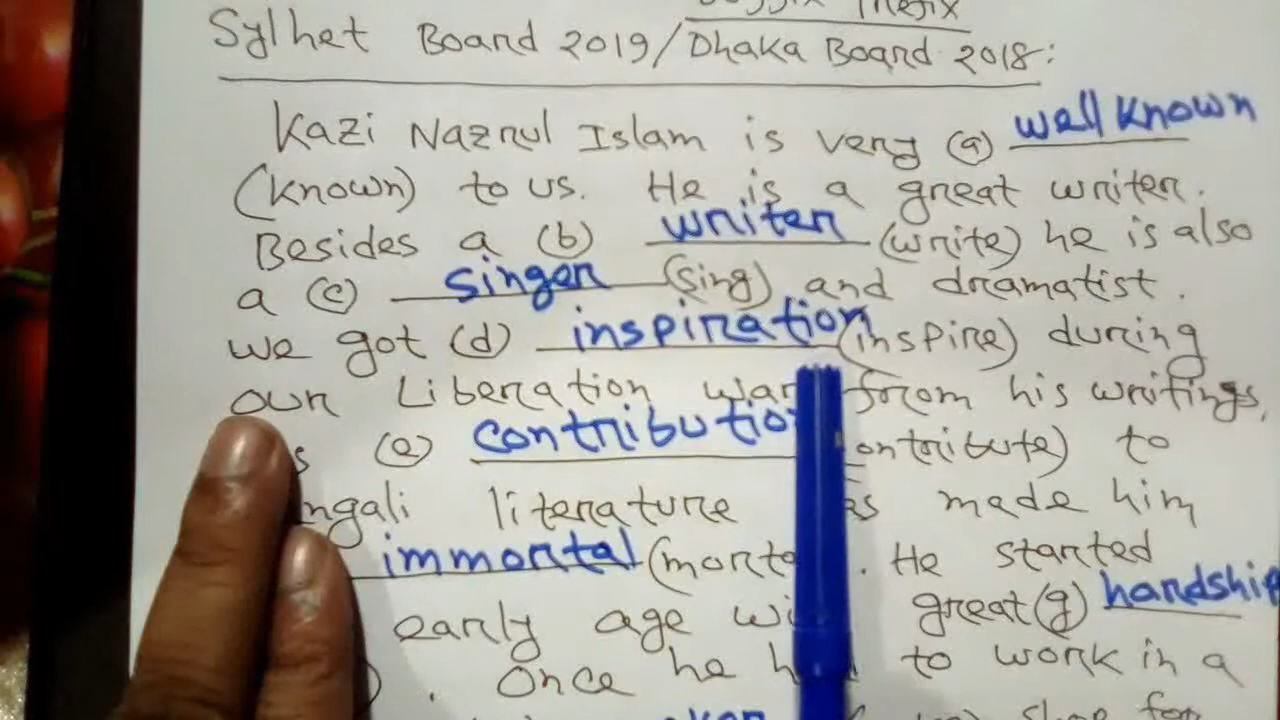 Suffix Prefix
Sylhet Board 2019/Dhaka Board 2018:
Kazi Nazrul Islam is very (a) well known
(known) to us. He is a great writer.
Besides a (b) writer (write) he is also
a (c) singer (sing) and dramatist.
we got (d) inspiration (inspire) during
our Liberation war from his writings,
(e) contribution to
literature made him
immortal He started
early age great (g) hardship
. Once he to work in a